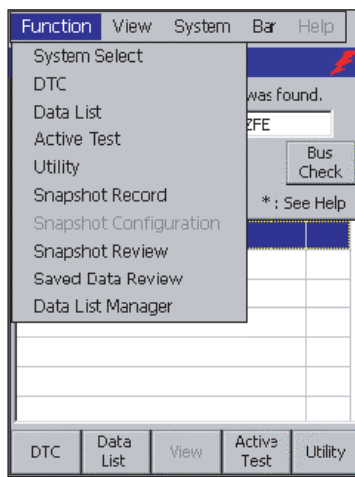 Function View System Bar Help
System Select
DTC
Data List
Active Test
Utility
Snapshot Record
Snapshot Configuration
Snapshot Review
Saved Data Review
Data List Manager
was found.
ZFE
Bus
Check
* : See Help
DTC
Data
List
View
Active
Test
Utility